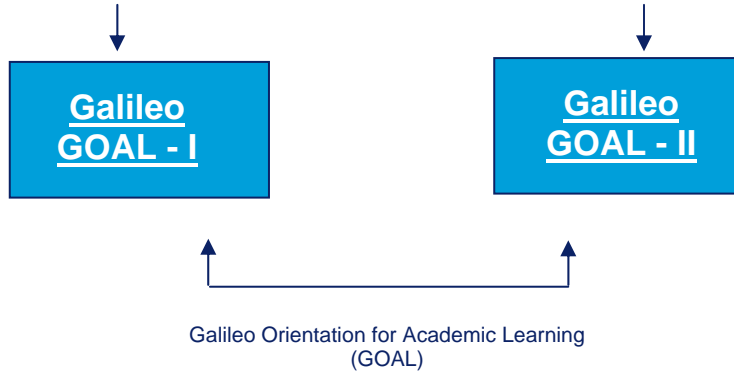 Galileo
GOAL - I
Galileo
GOAL - II
Galileo Orientation for Academic Learning
(GOAL)